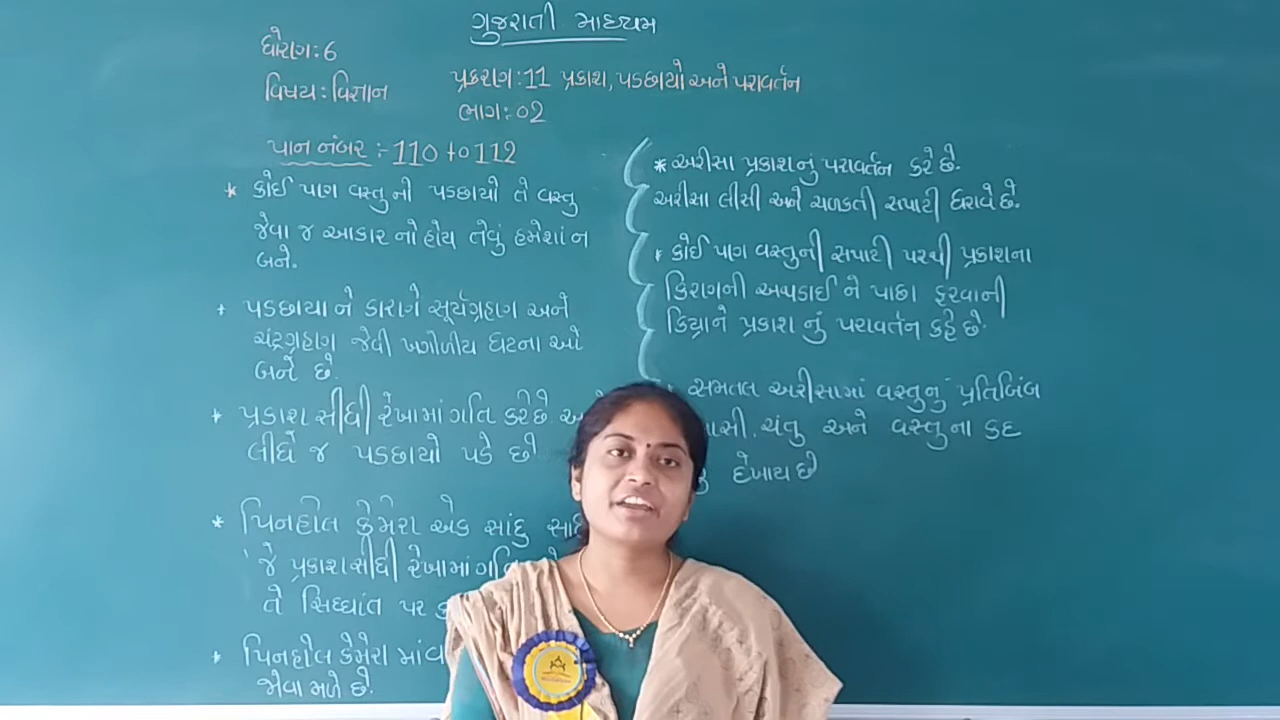 ગુજરાતી માધ્યમ
ધોરણ:6
વિષય: વિજ્ઞાન
પ્રકરણ:11 પ્રકાશ, પડછાયો અને પરાવર્તન
ભાગ:02
પાન નંબર :- 110 to 112
* કોઈ પણ વસ્તુનો પડછાયો તે વસ્તુ
જેવા જ આકારનો હોય તેવું હમેશાં ન
બને.
* પડછાયાને કારણે સૂર્યગ્રહણ અને
ચંદ્રગ્રહણ જેવી ખગોળીય ઘટનાઓ
બને છે.
* પ્રકાશ સીધી રેખામાં ગતિ કરે છે
લીધે જ પડછાયો પડે છે
* પિનહોલ કેમેરા એક સાદુ
જે પ્રકાશ સીધી રેખામાં
તે સિદ્ધાંત પર
* પિનહોલ કેમેરા માં
જોવા મળે છે.
* અરીસા પ્રકાશનું પરાવર્તન કરે છે.
અરીસા લીસી અને ચળકતી સપાટી ધરાવે છે.
* કોઈ પણ વસ્તુની સપાટી પરથી પ્રકાશના
કિરણની અથડાઈ ને પાછા ફરવાની
ક્રિયાને પ્રકાશ નું પરાવર્તન કહે છે.
સમતલ અરીસામાં વસ્તુનું પ્રતિબિંબ
ચંતુ અને વસ્તુના કદ
દેખાય છે